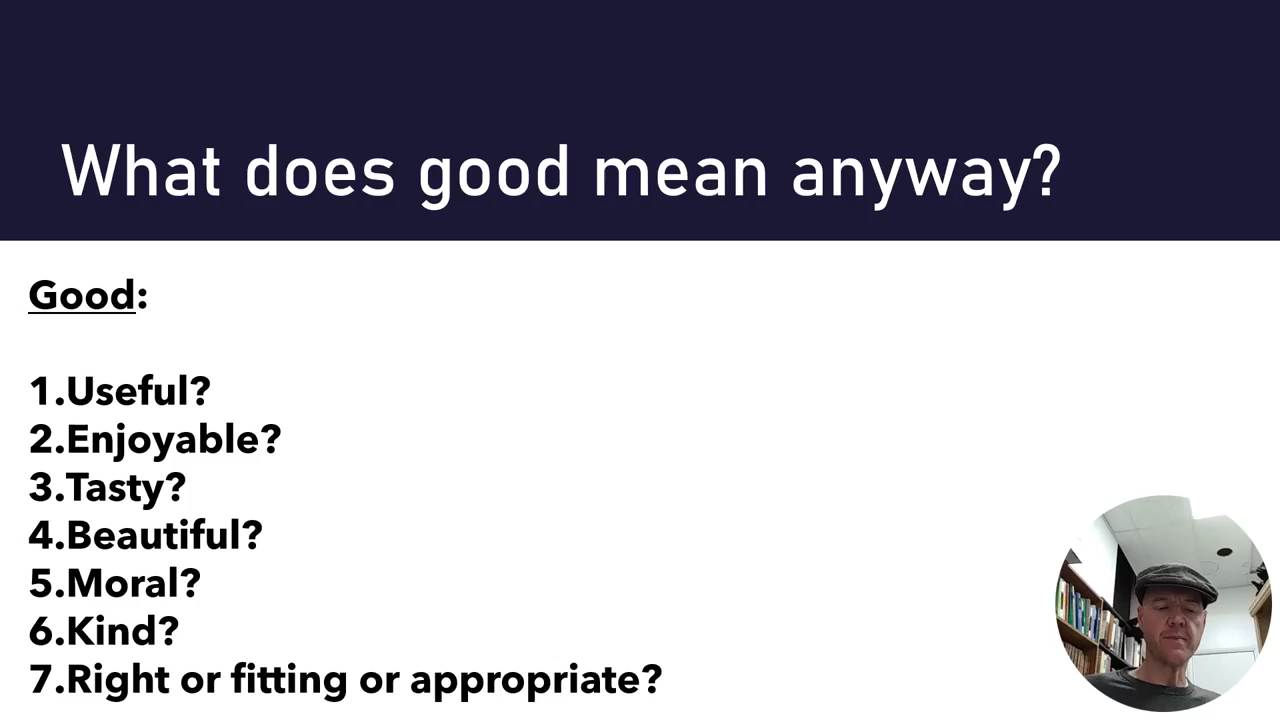 What does good mean anyway?
Good:
1.Useful?
2.Enjoyable?
3.Tasty?
4.Beautiful?
5.Moral?
6.Kind?
7.Right or fitting or appropriate?